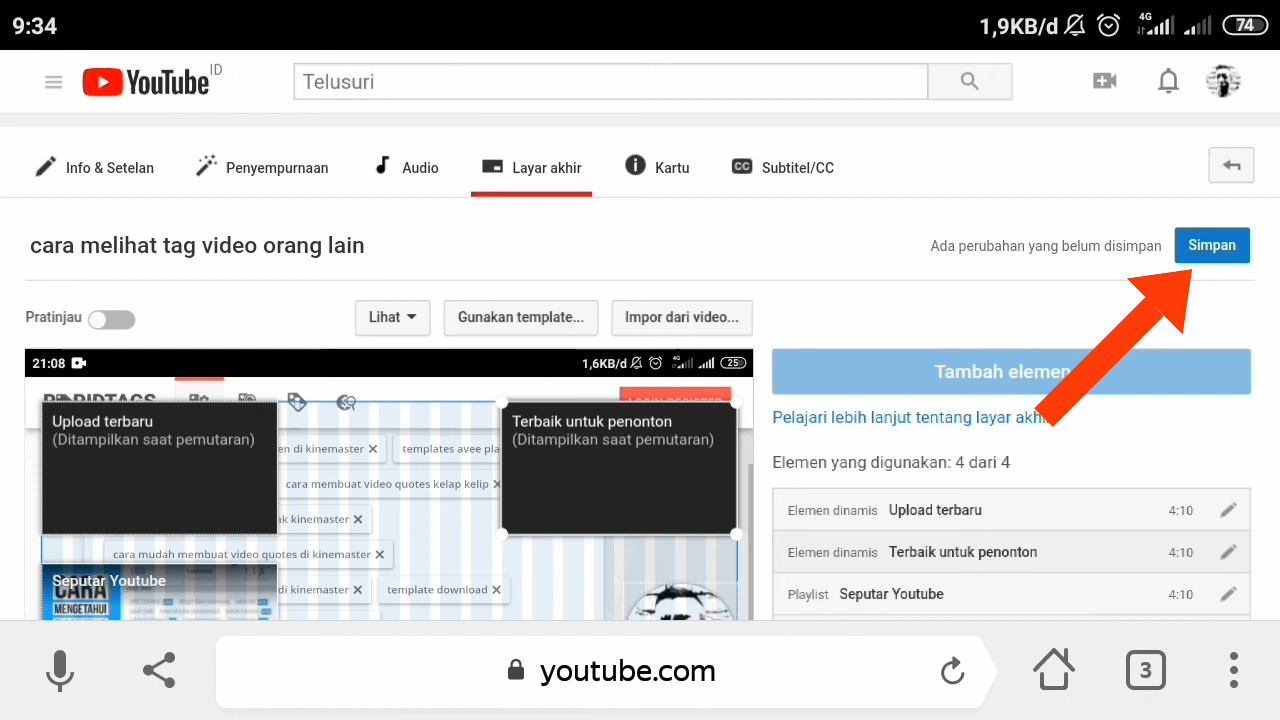 9:34
1,9KB/d 4G 74
YouTube ID
Telusuri
Info & Setelan Penyempurnaan Audio Layar akhir Kartu CC Subtitel/CC
cara melihat tag video orang lain
Ada perubahan yang belum disimpan Simpan
Pratinjau Lihat Gunakan template... Impor dari video...
21:08 1,6KB/d 4G 25
Tambah elemen
LOGIN/REGISTER
Upload terbaru
(Ditampilkan saat pemutaran)
Terbaik untuk penonton
(Ditampilkan saat pemutaran)
Pelajari lebih lanjut tentang layar akhi
en di kinemaster × templates avee pla
Elemen yang digunakan: 4 dari 4
cara membuat video quotes kelap kelip ×
Elemen dinamis Upload terbaru 4:10
ak kinemaster ×
Elemen dinamis Terbaik untuk penonton 4:10
cara mudah membuat video quotes di kinemaster ×
Playlist Seputar Youtube 4:10
Seputar Youtube
CARA
MENGETAHUI
di kinemaster × template download ×
youtube.com
3